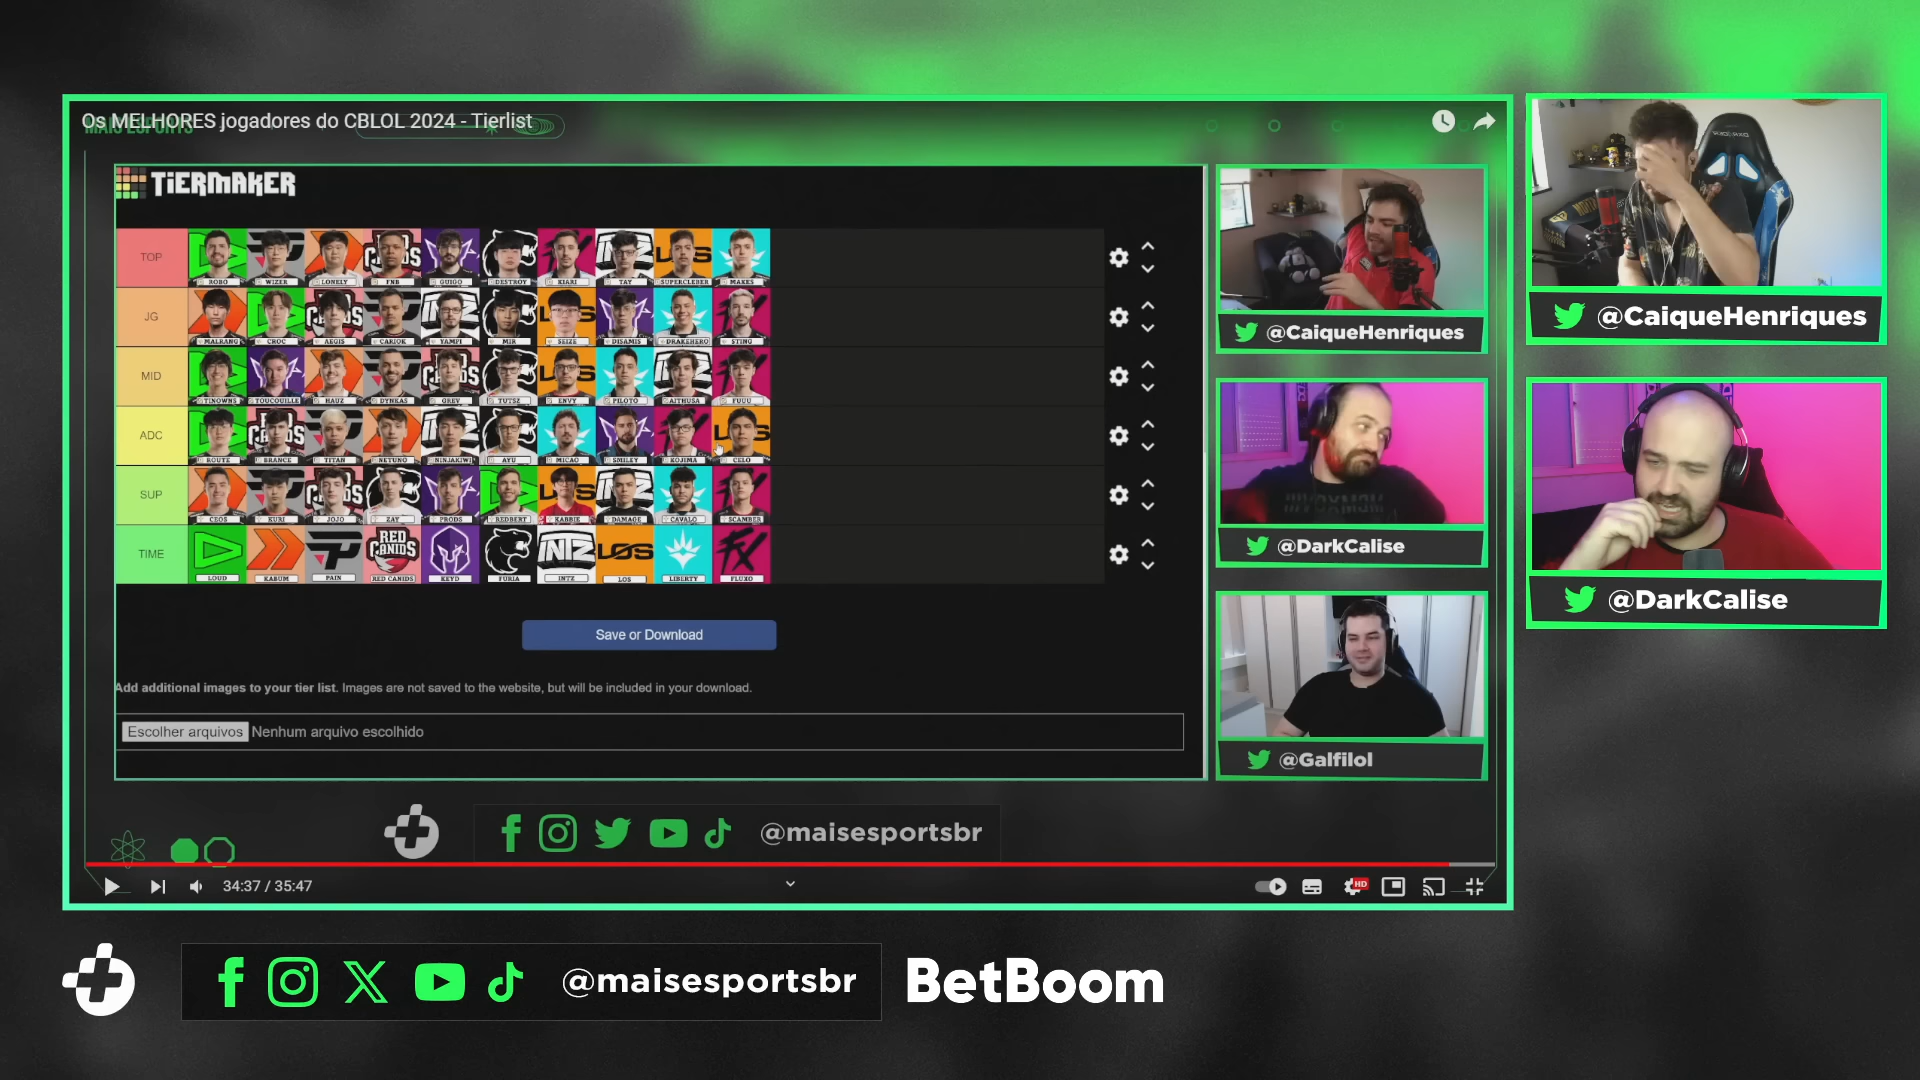 Os MELHORES jogadores do CBLOL 2024 - Tierlist
MAIS ESPORTS
TiERMAKER
TOP
ROBO WIZER LONELY FNB GUIGO DESTROY KIARI TAY SUPERCLEBER MAKES
JG
MALRANG CROC AEGIS CARIOK YAMPI MIR SEIZE DISAMIS DRAKEHERO STING
MID
TINOWNS TOUCOUILLE HAUZ DYNKAS GREV TUTSZ ENVY PILOTO AITHUSA FUUU
ADC
ROUTE BRANCE TITAN NETUNO NINJAKIWI AYU MICAO SMILEY KOJIMA CELO
SUP
CEOS KURI JOJO ZAY PRODS REDBERT KABBIE DAMAGE CAVALO SCAMBER
TIME
LOUD KABUM PAIN RED CANIDS KEYD FURIA INTZ LOS LIBERTY FLUXO
Save or Download
Add additional images to your tier list. Images are not saved to the website, but will be included in your download.
Escolher arquivos Nenhum arquivo escolhido
@CaiqueHenriques
@DarkCalise
@Galfilol
@CaiqueHenriques
@DarkCalise
@maisesportsbr
34:37 / 35:47
HD
@maisesportsbr
BetBoom